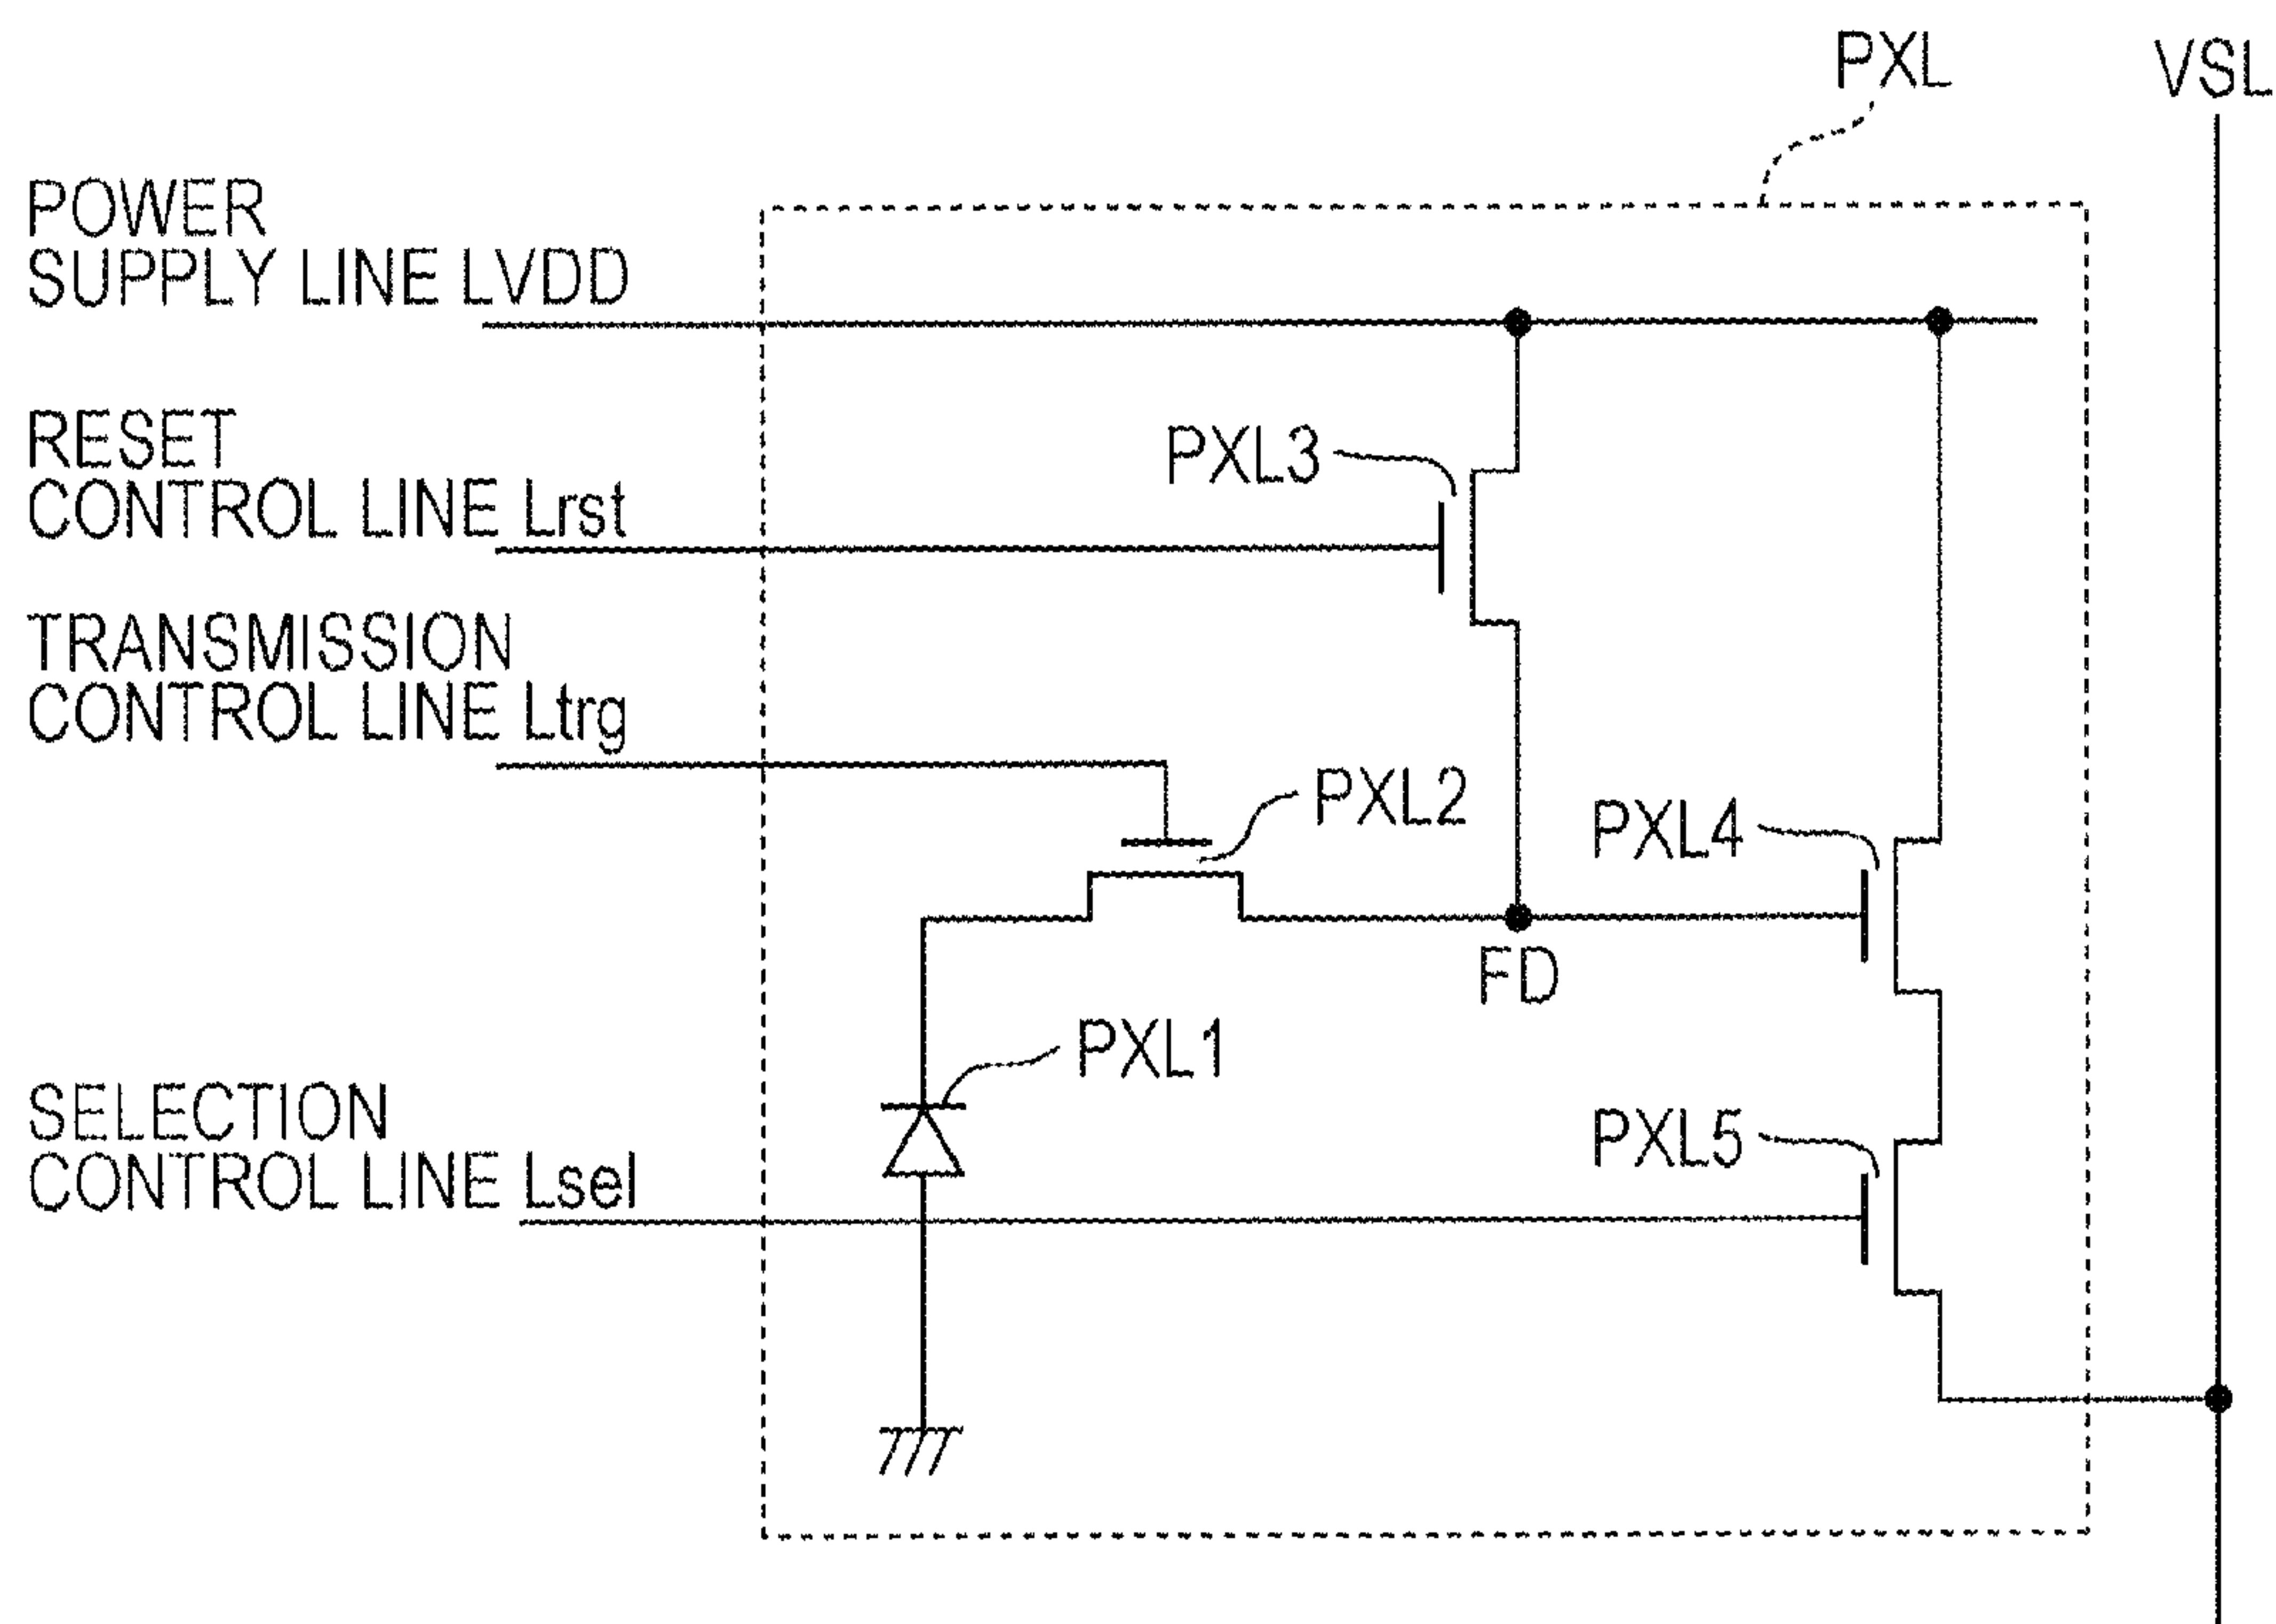 PXL
VSL
POWER
SUPPLY LINE LVDD
RESET
CONTROL LINE Lrst
PXL3
TRANSMISSION
CONTROL LINE Ltrg
PXL2
PXL4
FD
PXL1
SELECTION
CONTROL LINE Lsel
PXL5